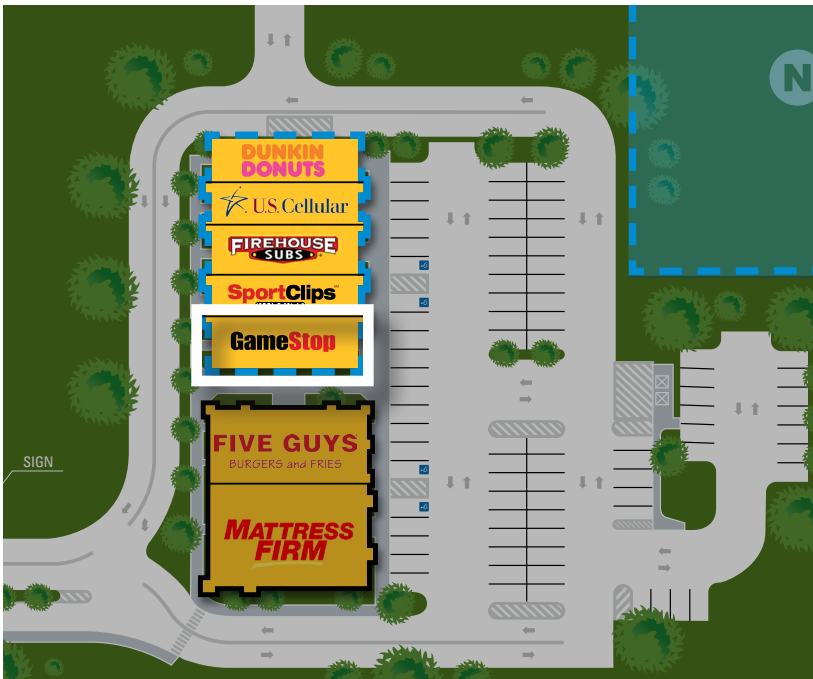 N
DUNKIN
DONUTS
U.S. Cellular
FIREHOUSE
SUBS
SportClips
GameStop
FIVE GUYS
BURGERS and FRIES
SIGN
MATTRESS
FIRM